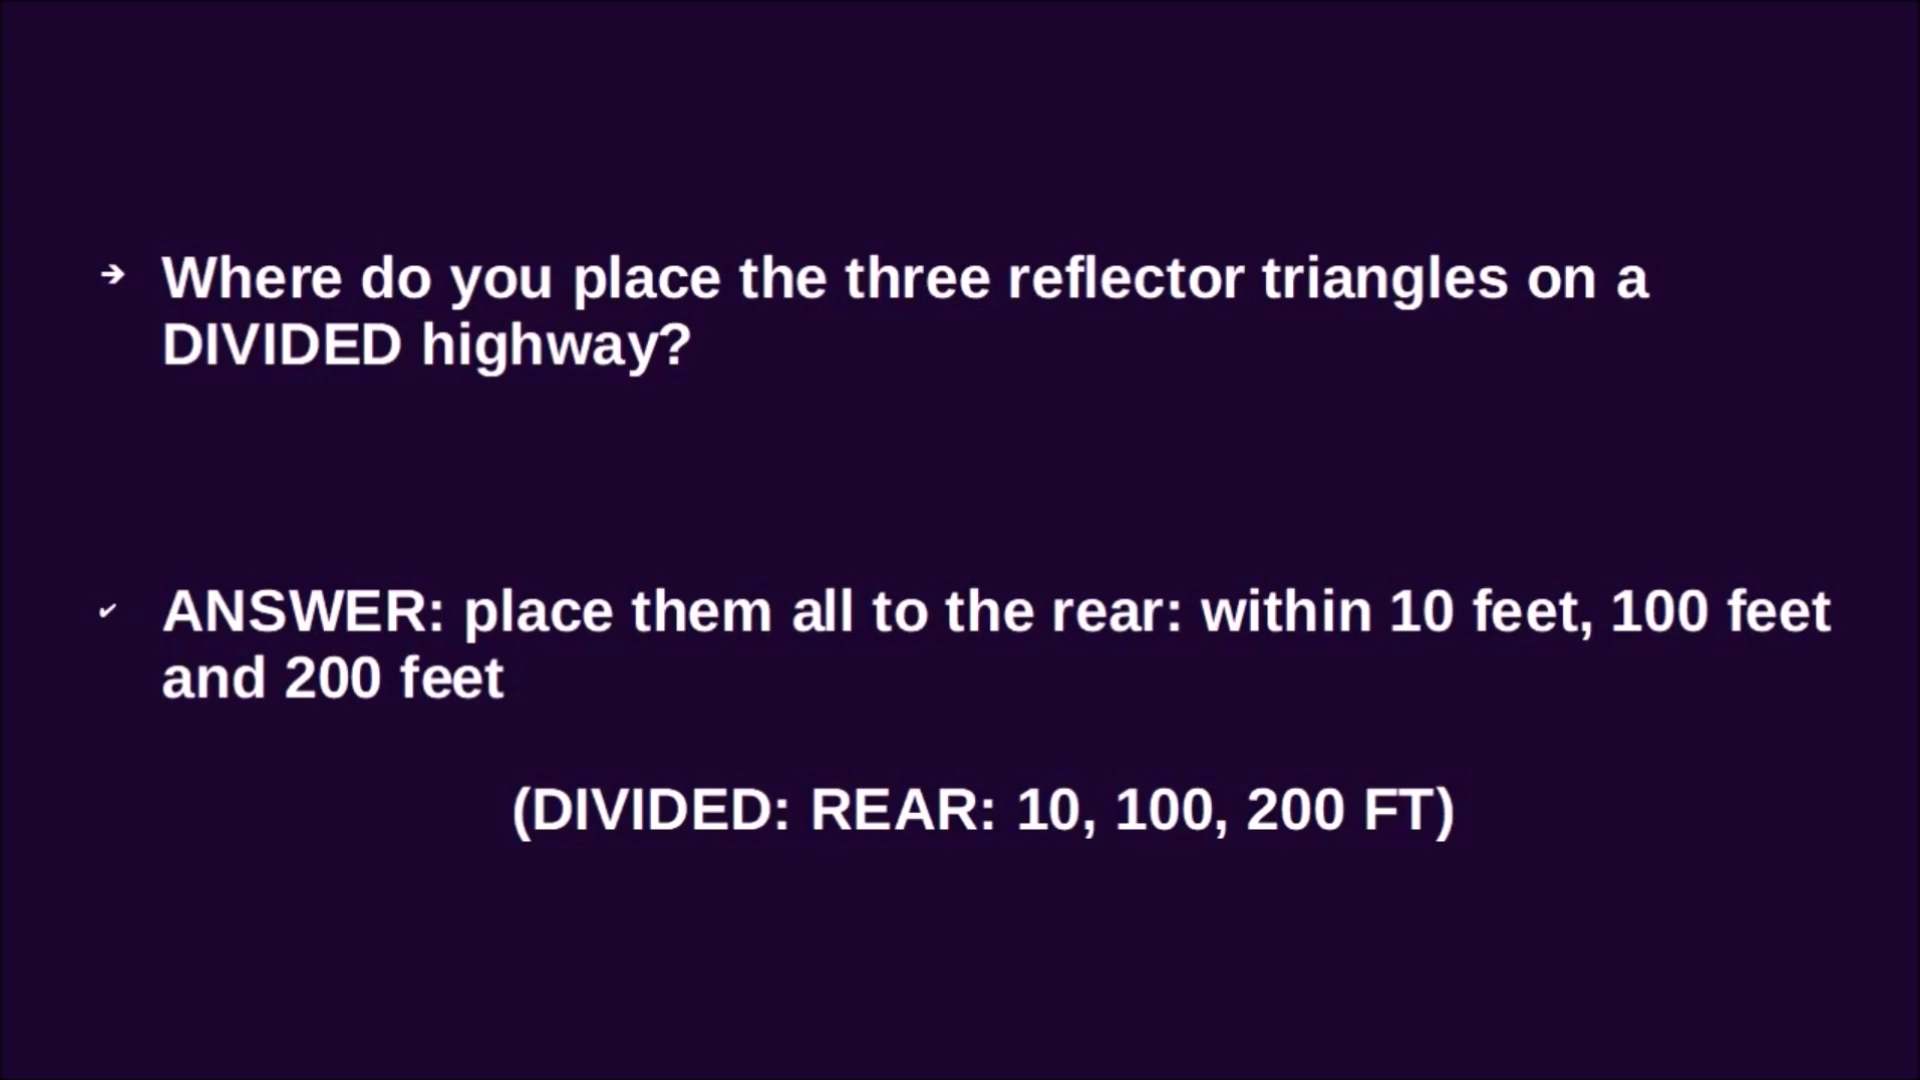 ➔ Where do you place the three reflector triangles on a
DIVIDED highway?
✓ ANSWER: place them all to the rear: within 10 feet, 100 feet
and 200 feet
(DIVIDED: REAR: 10, 100, 200 FT)